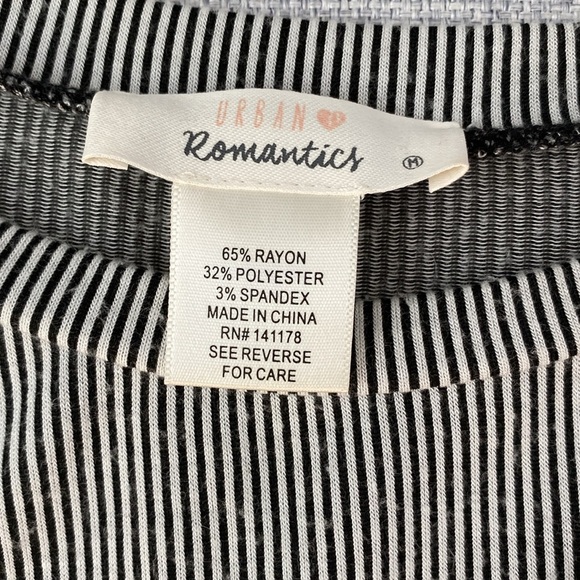 URBAN
Romantics
M
65% RAYON
32% POLYESTER
3% SPANDEX
MADE IN CHINA
RN# 141178
SEE REVERSE
FOR CARE